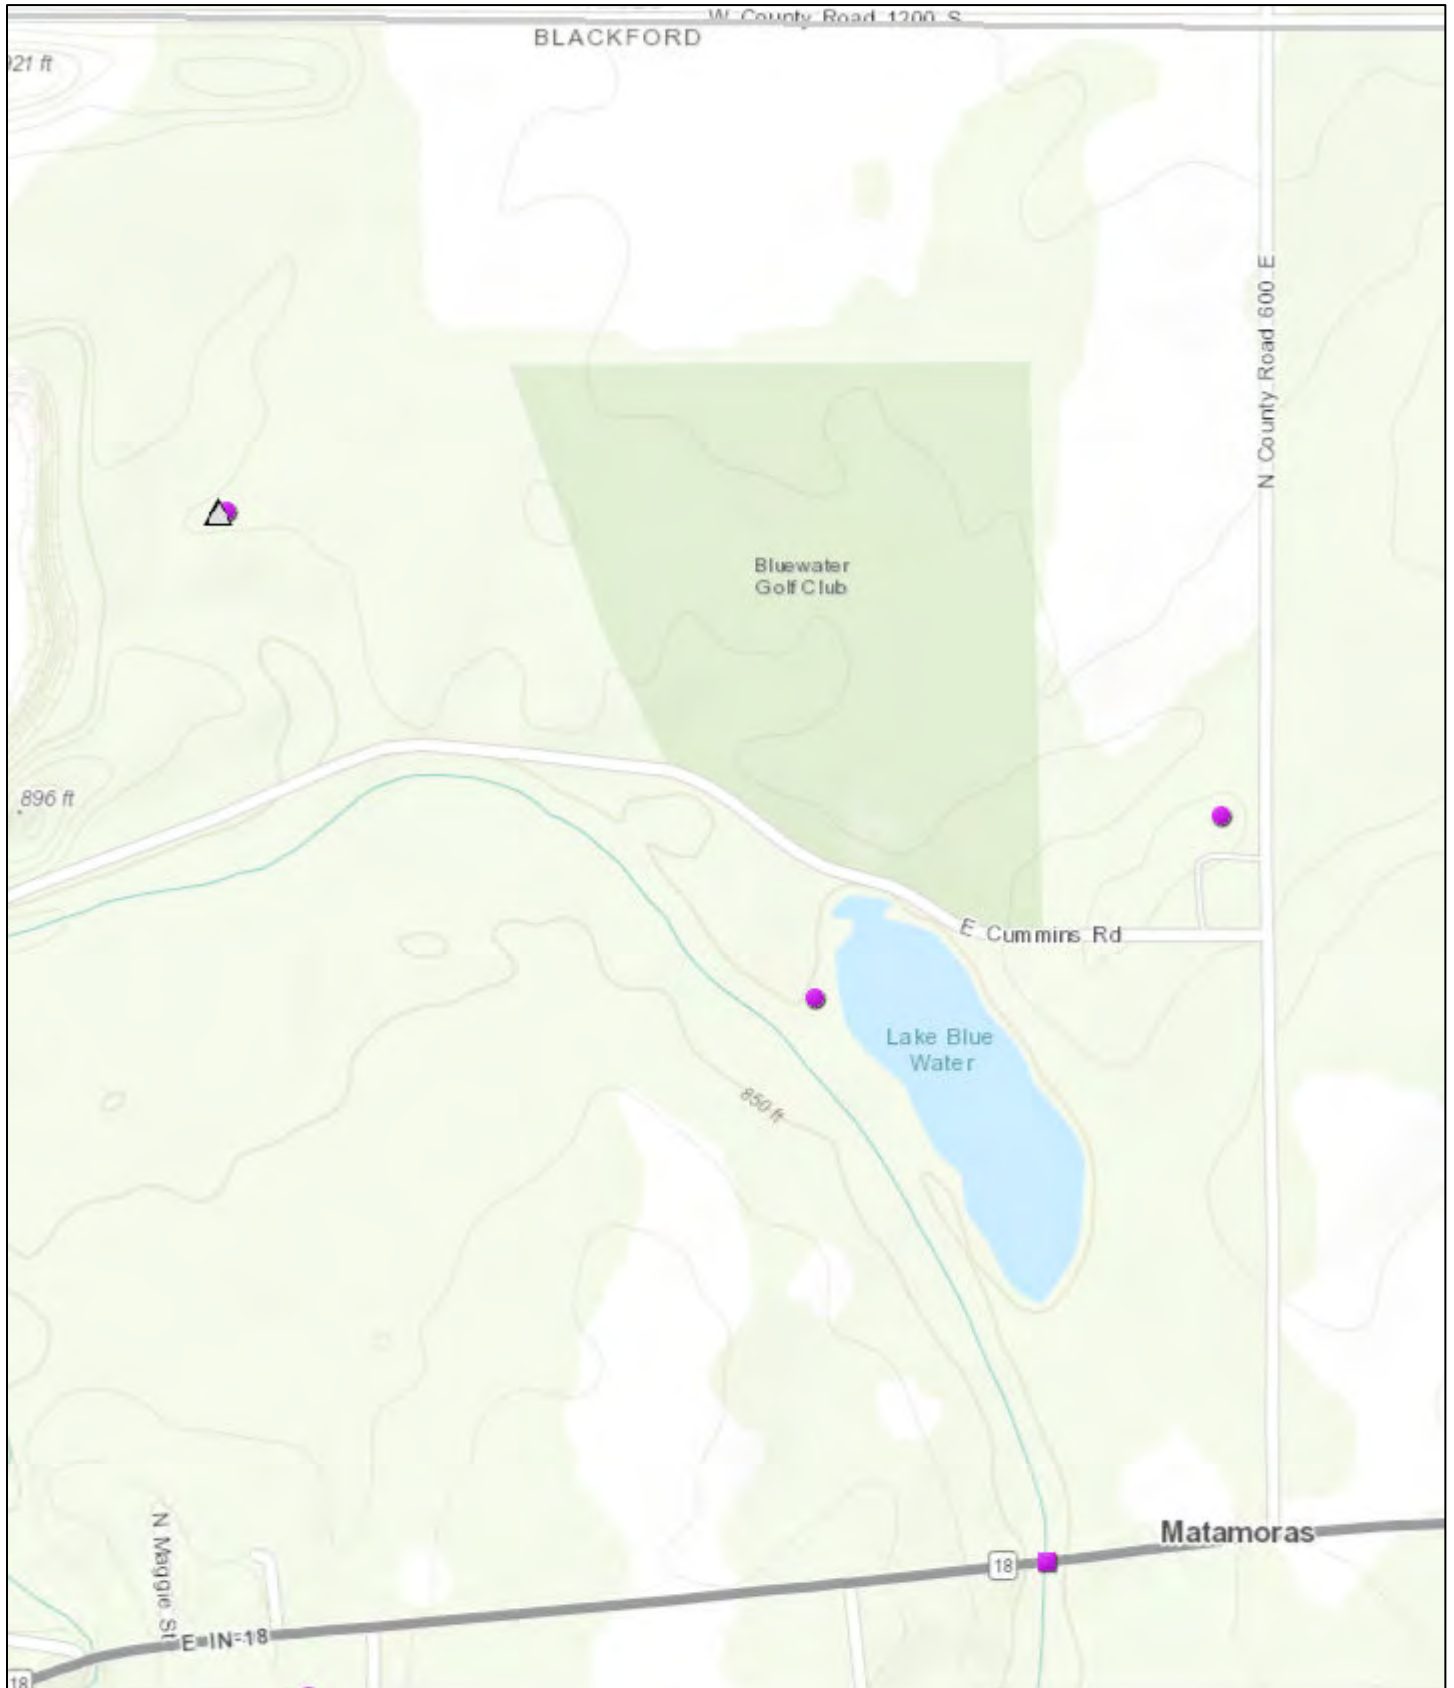 W County Road 1200 S
BLACKFORD
921 ft
N County Road 600 E
Bluewater
Golf Club
896 ft
E Cummins Rd
Lake Blue
Water
850 ft
Matamoras
18
N Maggie St
E IN-18
18